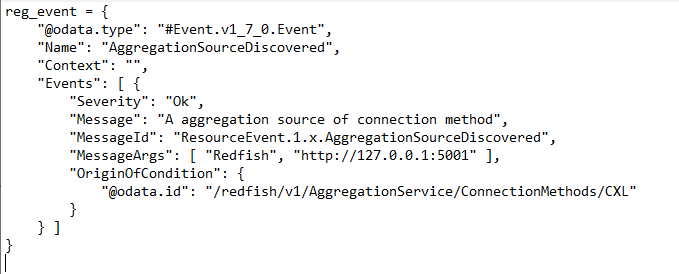 reg_event = {
    "@odata.type": "#Event.v1_7_0.Event",
    "Name": "AggregationSourceDiscovered",
    "Context": "",
    "Events": [ {
        "Severity": "Ok",
        "Message": "A aggregation source of connection method",
        "MessageId": "ResourceEvent.1.x.AggregationSourceDiscovered",
        "MessageArgs": [ "Redfish", "http://127.0.0.1:5001" ],
        "OriginOfCondition": {
            "@odata.id": "/redfish/v1/AggregationService/ConnectionMethods/CXL"
        }
    } ]
}